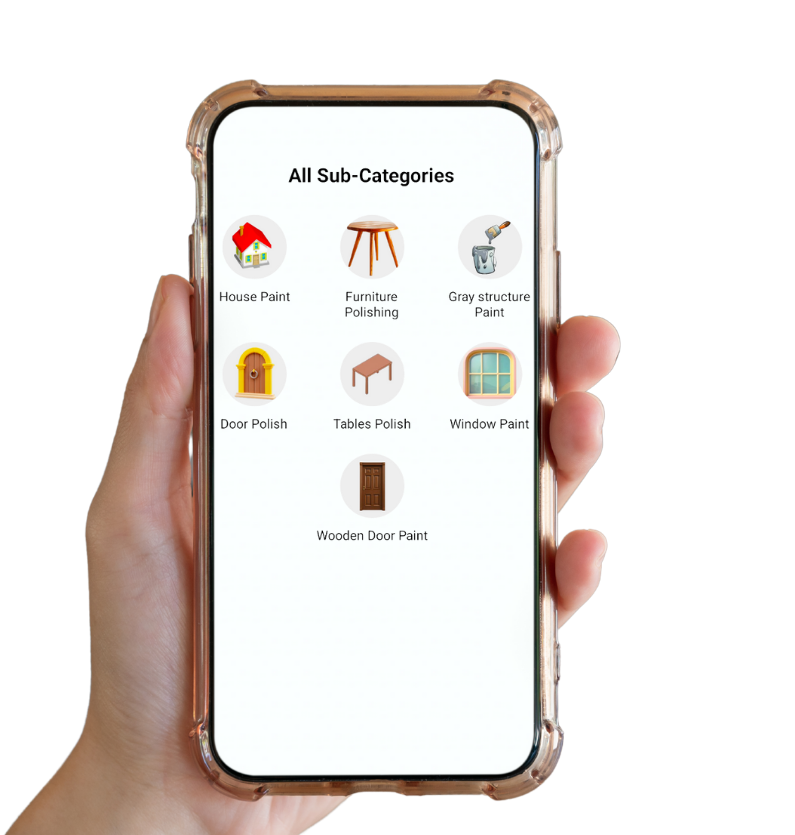 All Sub-Categories
House Paint
Furniture
Polishing
Gray structure
Paint
Door Polish
Tables Polish
Window Paint
Wooden Door Paint